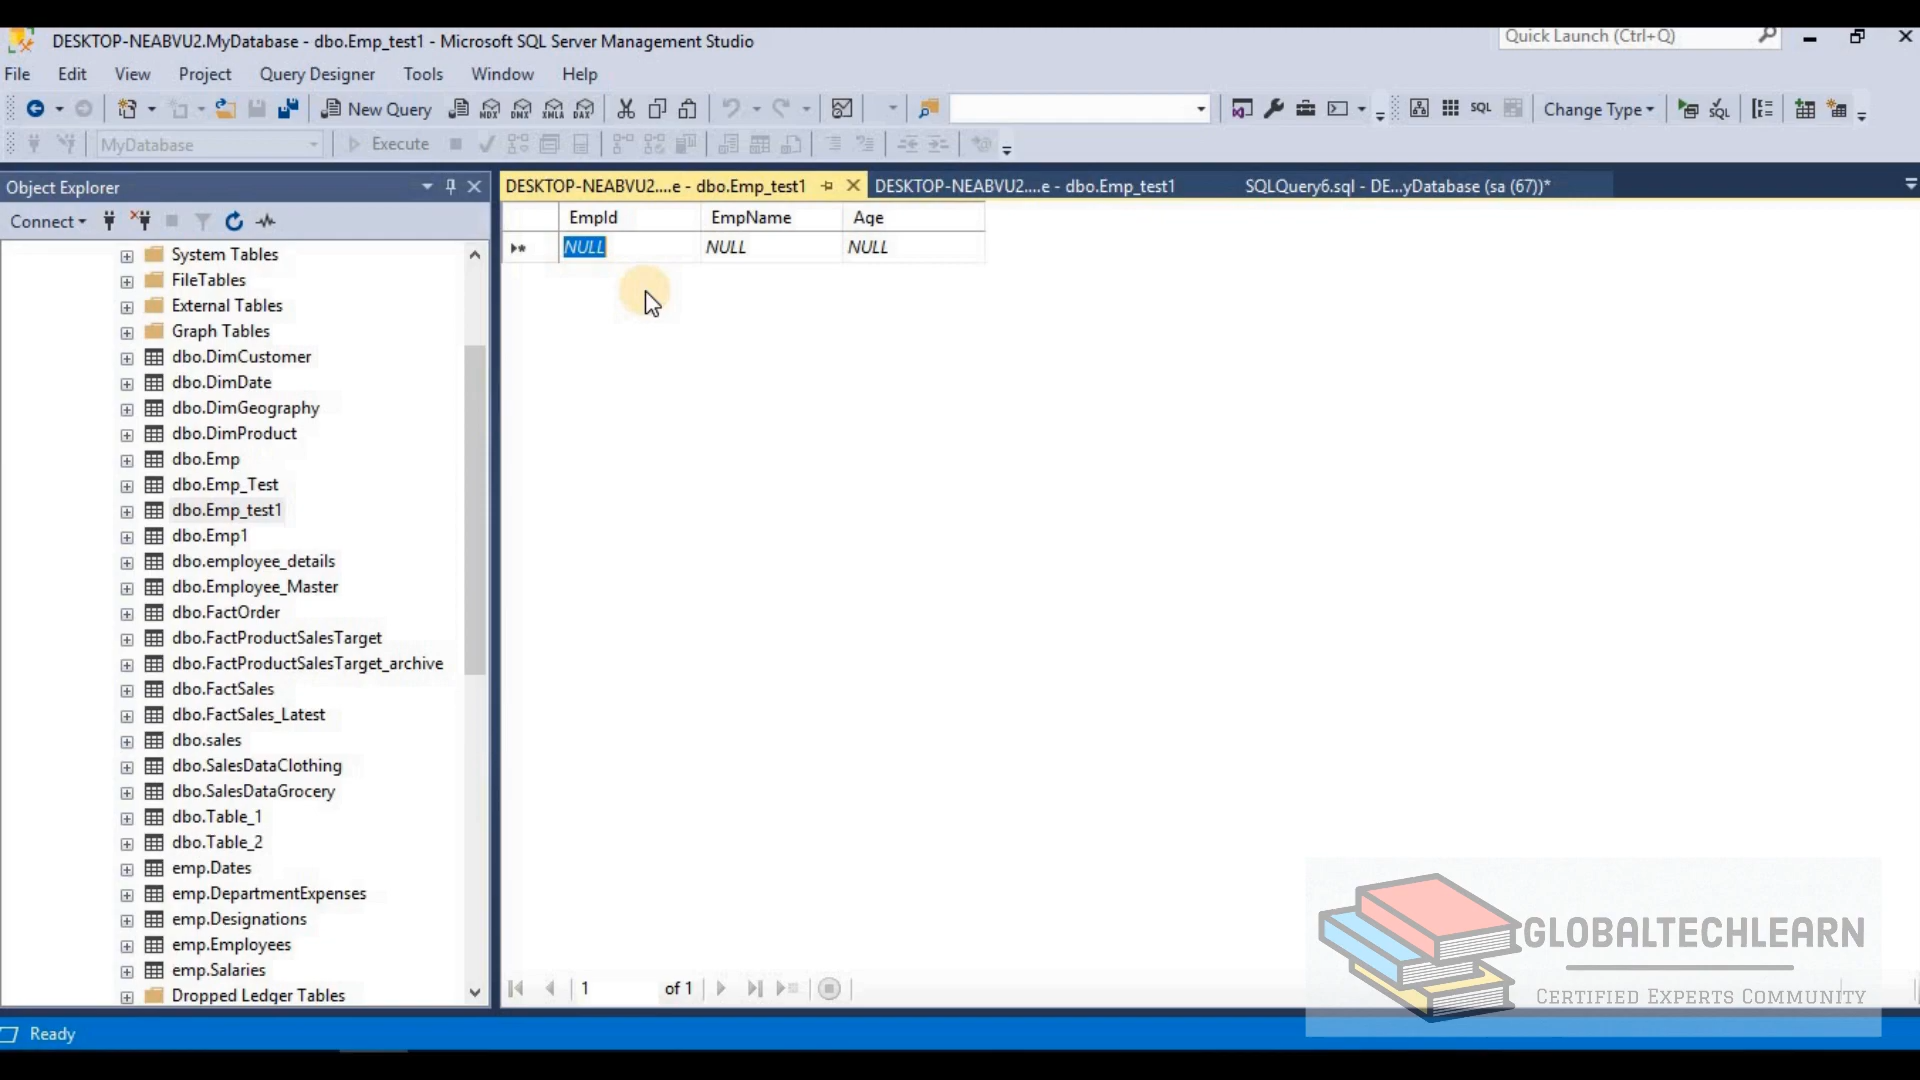 DESKTOP-NEABVU2.MyDatabase - dbo.Emp_test1 - Microsoft SQL Server Management Studio
Quick Launch (Ctrl+Q)
File Edit View Project Query Designer Tools Window Help
New Query MDX DMX XMLA DAX SQL Change Type SQL
MyDatabase Execute
Object Explorer
Connect
System Tables
FileTables
External Tables
Graph Tables
dbo.DimCustomer
dbo.DimDate
dbo.DimGeography
dbo.DimProduct
dbo.Emp
dbo.Emp_Test
dbo.Emp_test1
dbo.Emp1
dbo.employee_details
dbo.Employee_Master
dbo.FactOrder
dbo.FactProductSalesTarget
dbo.FactProductSalesTarget_archive
dbo.FactSales
dbo.FactSales_Latest
dbo.sales
dbo.SalesDataClothing
dbo.SalesDataGrocery
dbo.Table_1
dbo.Table_2
emp.Dates
emp.DepartmentExpenses
emp.Designations
emp.Employees
emp.Salaries
Dropped Ledger Tables
DESKTOP-NEABVU2....e - dbo.Emp_test1 DESKTOP-NEABVU2....e - dbo.Emp_test1 SQLQuery6.sql - DE...yDatabase (sa (67))*
EmpId EmpName Age
NULL NULL NULL
1 of 1
GLOBALTECHLEARN
CERTIFIED EXPERTS COMMUNITY
Ready